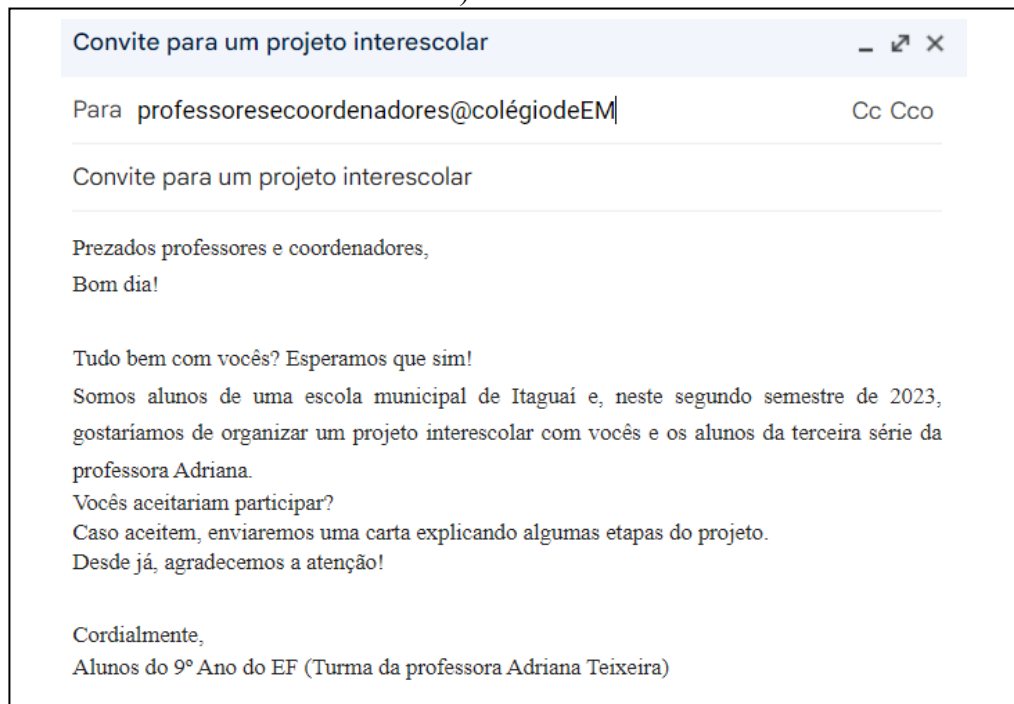 Convite para um projeto interescolar
Para professoresecoordenadores@colégiodeEM Cc Cco
Convite para um projeto interescolar
Prezados professores e coordenadores,
Bom dia!
Tudo bem com vocês? Esperamos que sim!
Somos alunos de uma escola municipal de Itaguaí e, neste segundo semestre de 2023,
gostaríamos de organizar um projeto interescolar com vocês e os alunos da terceira série da
professora Adriana.
Vocês aceitariam participar?
Caso aceitem, enviaremos uma carta explicando algumas etapas do projeto.
Desde já, agradecemos a atenção!
Cordialmente,
Alunos do 9º Ano do EF (Turma da professora Adriana Teixeira)